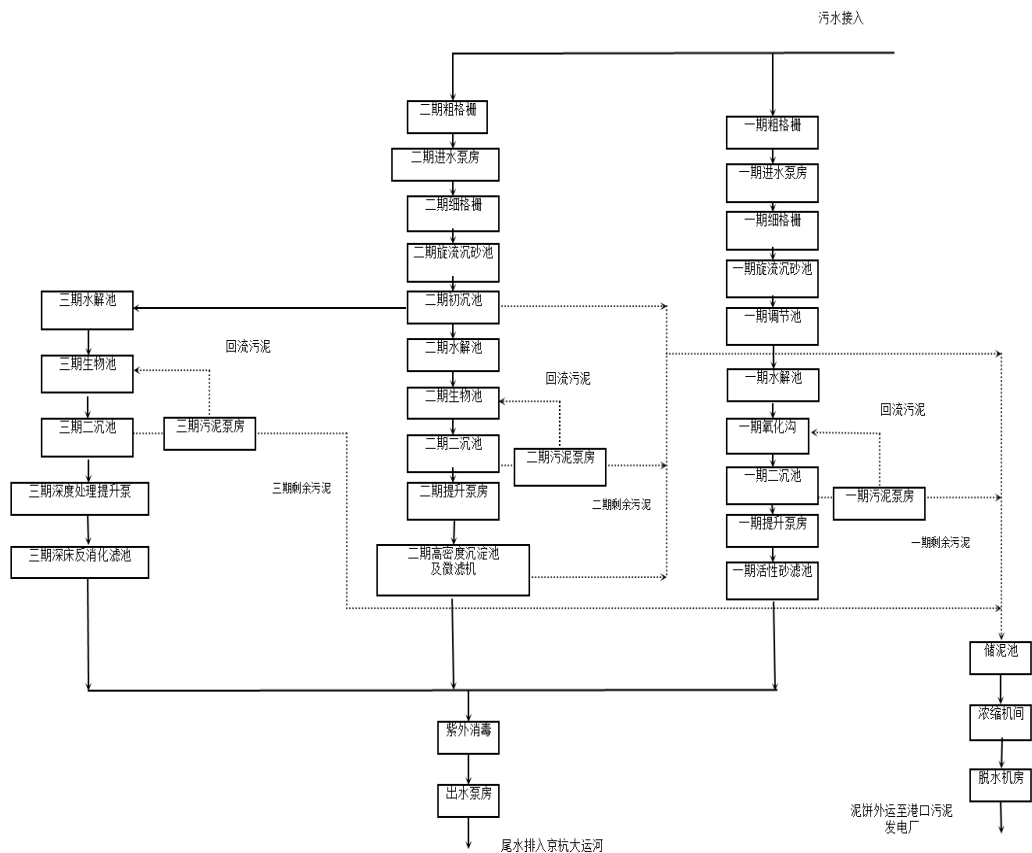 污水接入
二期粗格栅
一期粗格栅
二期进水泵房
一期进水泵房
二期细格栅
一期细格栅
二期旋流沉砂池
一期旋流沉砂池
三期水解池
二期初沉池
一期调节池
回流污泥
二期水解池
三期生物池
回流污泥
一期水解池
二期生物池
回流污泥
三期二沉池
三期污泥泵房
一期氧化沟
二期二沉池
二期污泥泵房
一期二沉池
三期深度处理提升泵
三期剩余污泥
二期提升泵房
二期剩余污泥
一期污泥泵房
一期提升泵房
一期剩余污泥
三期深床反消化滤池
二期高密度沉淀池
及微滤机
一期活性砂滤池
储泥池
浓缩机间
紫外消毒
脱水机房
出水泵房
泥饼外运至港口污泥
发电厂
尾水排入京杭大运河